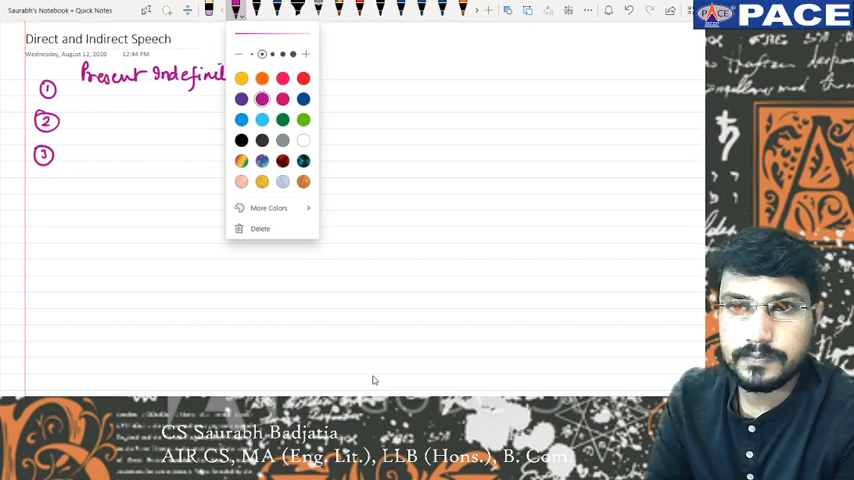 Saurabh's Notebook » Quick Notes
PACE
PACE
Direct and Indirect Speech
Wednesday, August 12, 2020 12:44 PM
Present Indefinit
1
2
3
More Colors
Delete
CS Saurabh Badjatia
AIR CS, MA (Eng. Lit.), LLB (Hons.), B. Com.